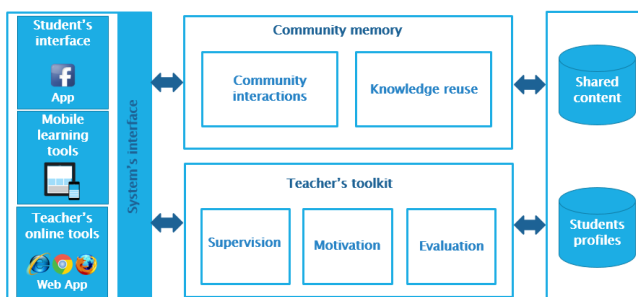 Student's
interface
App
Mobile
learning
tools
Teacher's
online tools
Web App
System's interface
Community memory
Community
interactions
Knowledge reuse
Teacher's toolkit
Supervision
Motivation
Evaluation
Shared
content
Students
profiles